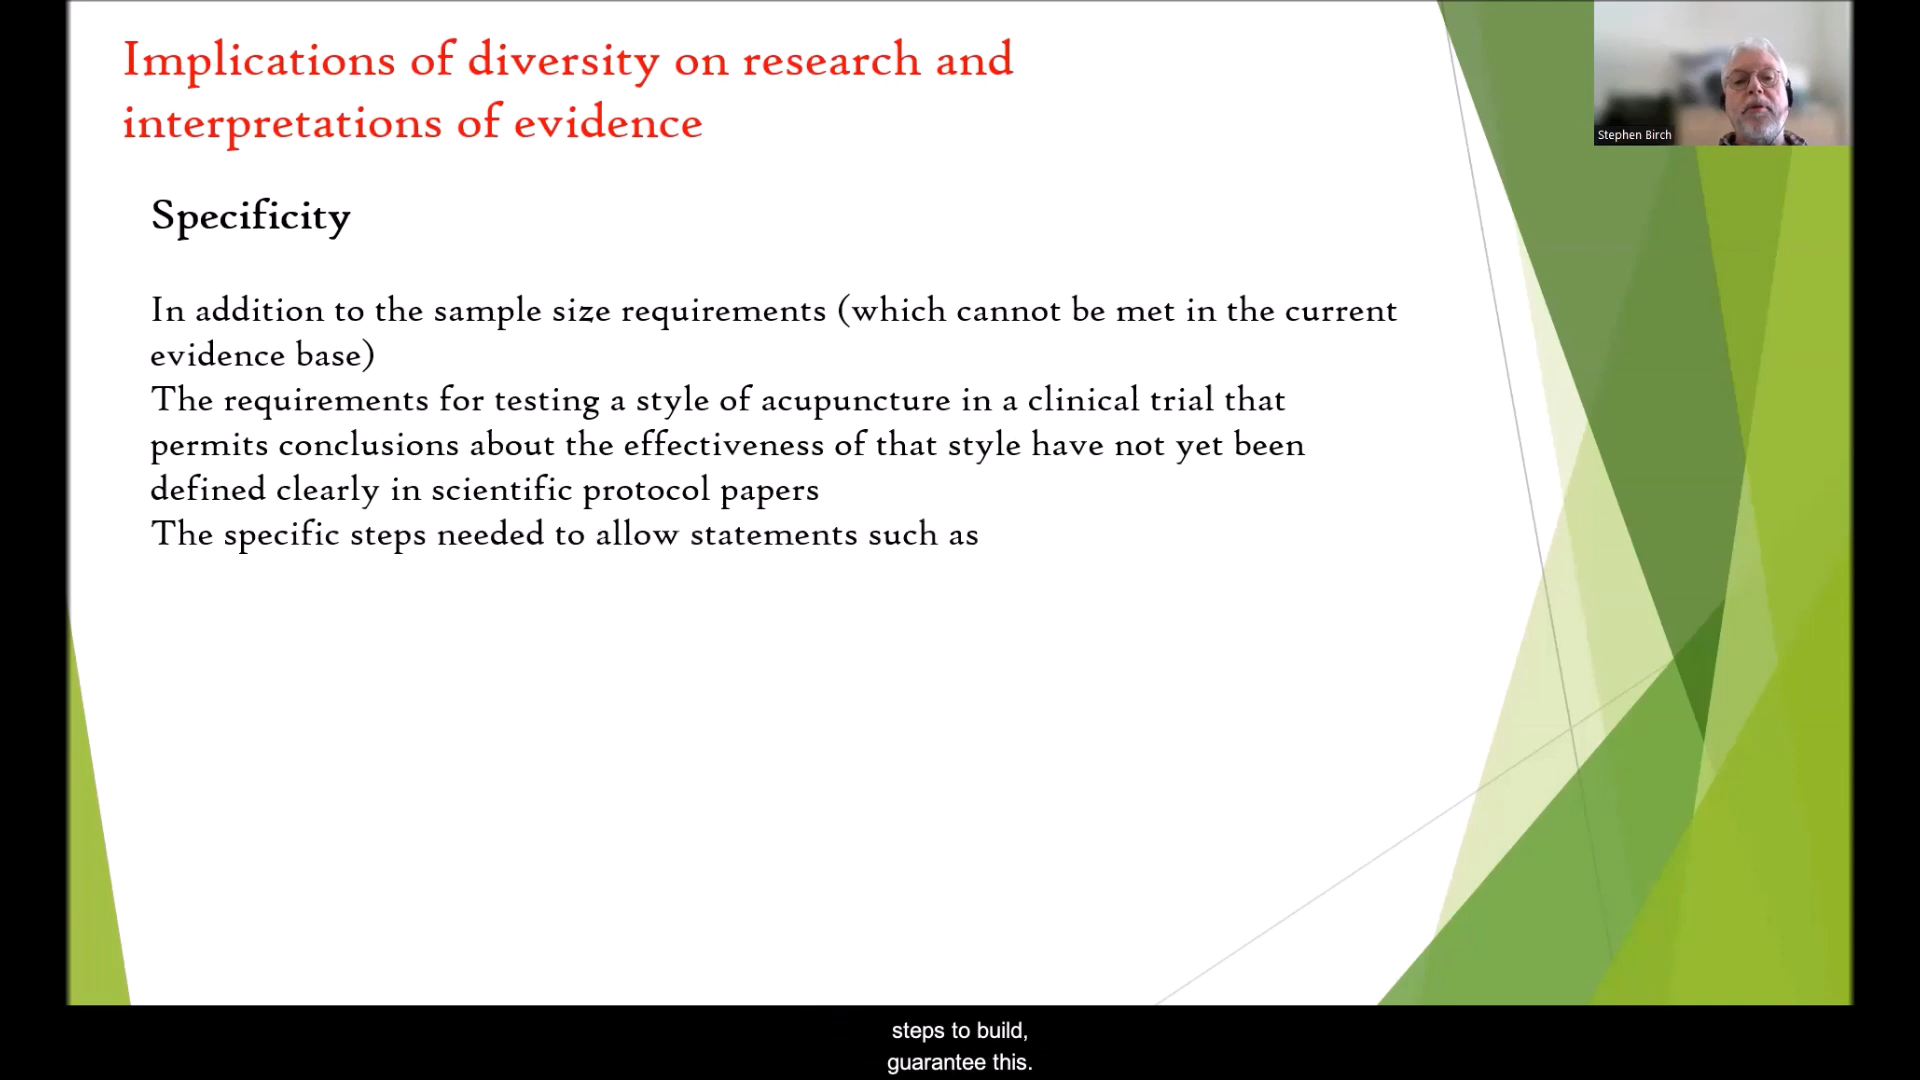 Implications of diversity on research and
interpretations of evidence
Stephen Birch
Specificity
In addition to the sample size requirements (which cannot be met in the current
evidence base)
The requirements for testing a style of acupuncture in a clinical trial that
permits conclusions about the effectiveness of that style have not yet been
defined clearly in scientific protocol papers
The specific steps needed to allow statements such as
steps to build,
guarantee this.